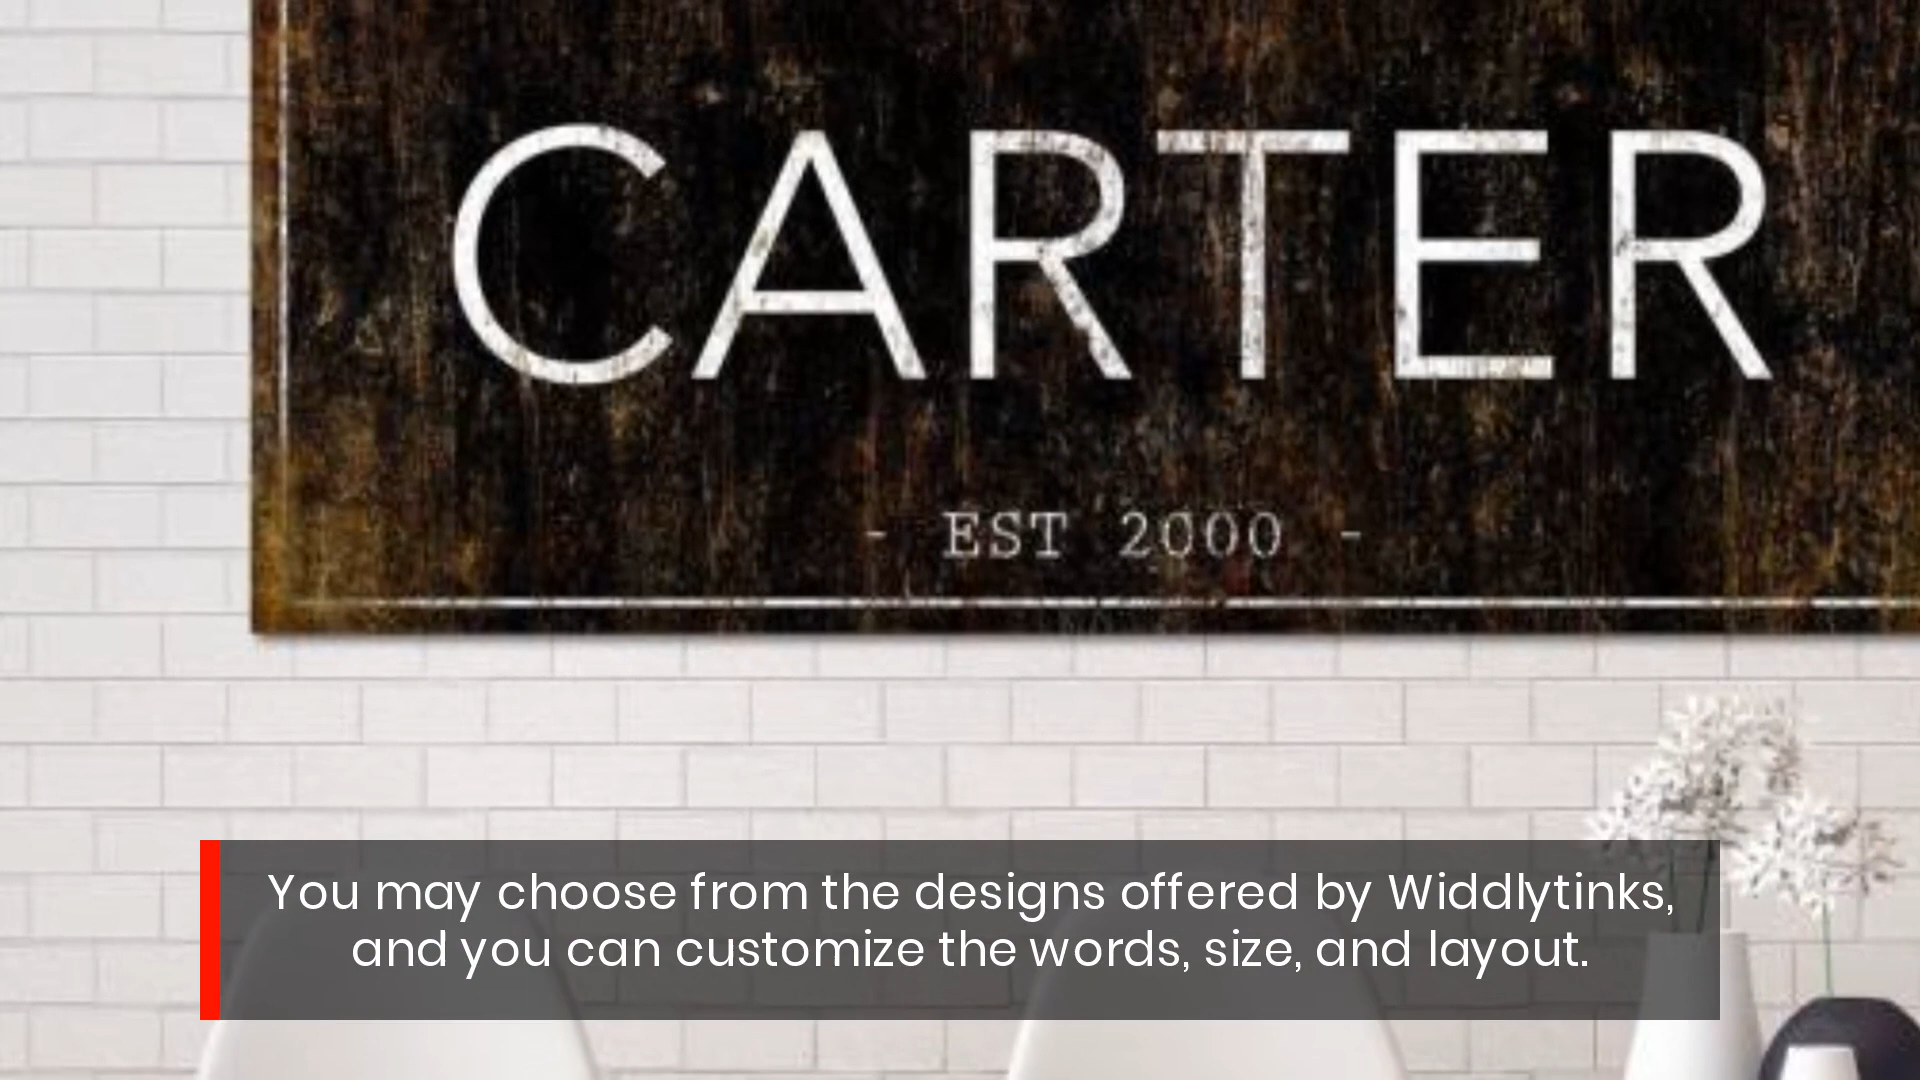 CARTER
- EST 2000 -
You may choose from the designs offered by Widdlytinks,
and you can customize the words, size, and layout.